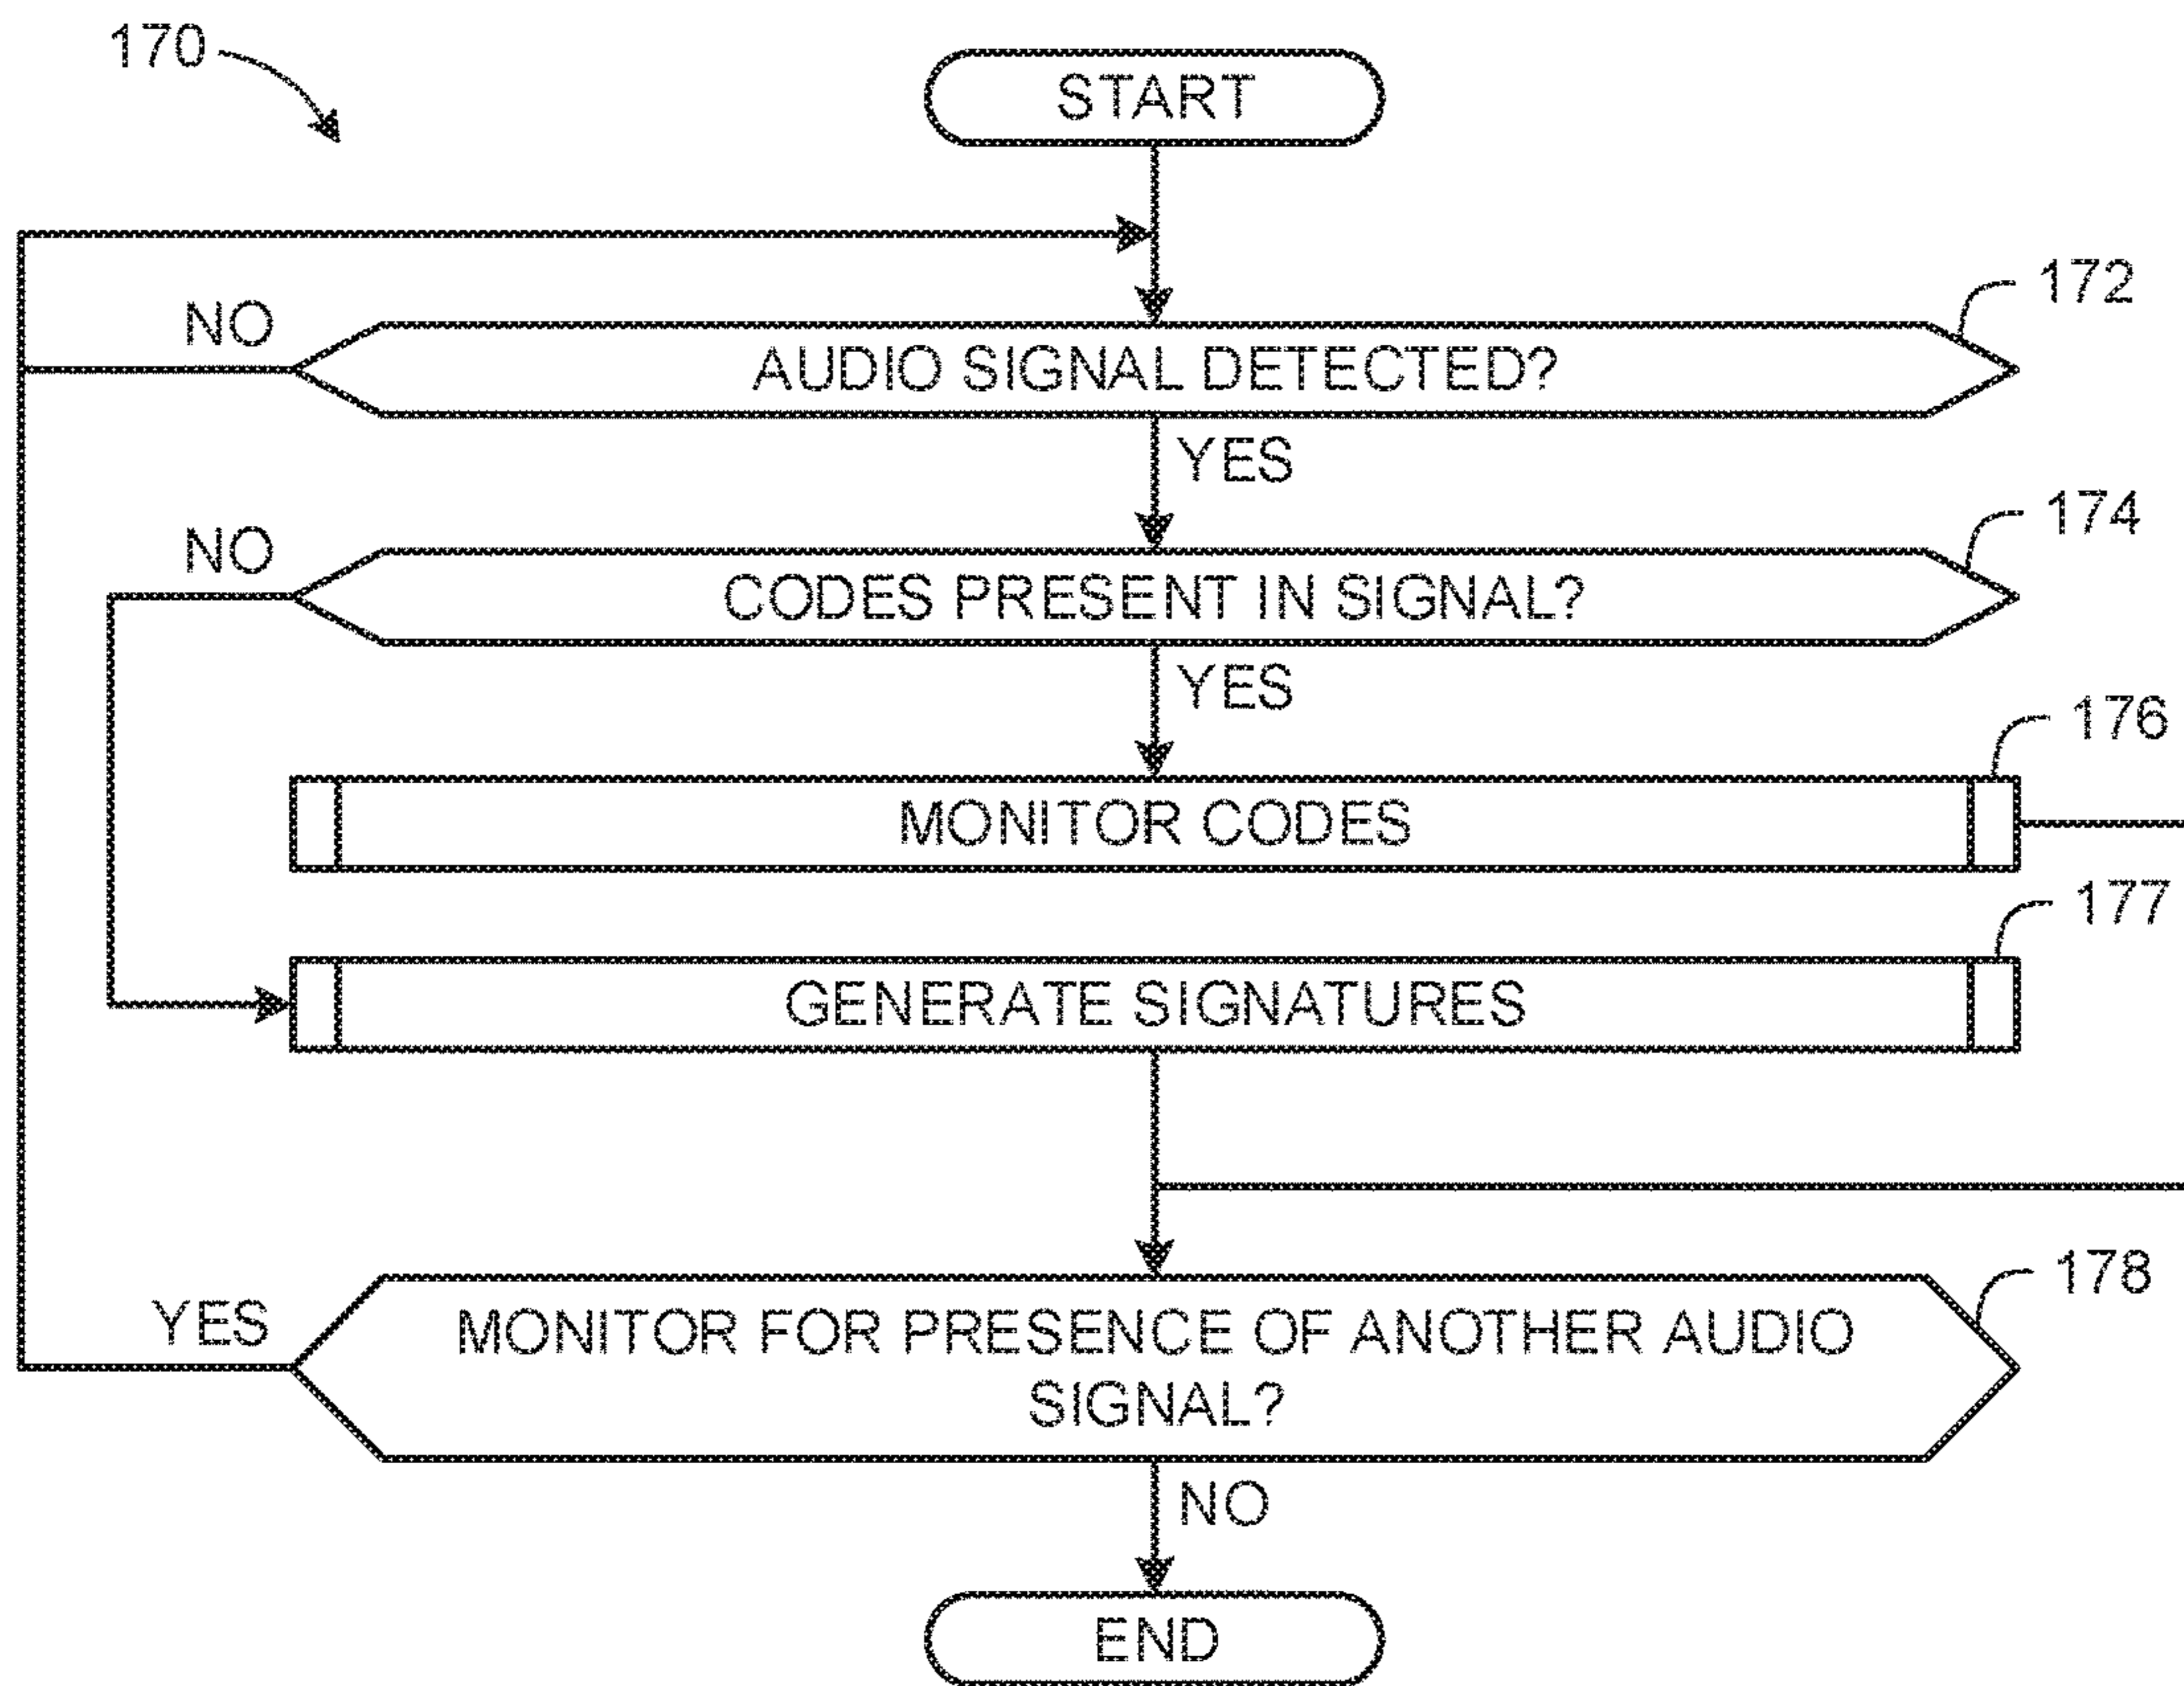 170
START
172
NO
AUDIO SIGNAL DETECTED?
YES
174
NO
CODES PRESENT IN SIGNAL?
YES
176
MONITOR CODES
177
GENERATE SIGNATURES
178
YES
MONITOR FOR PRESENCE OF ANOTHER AUDIO
SIGNAL?
NO
END